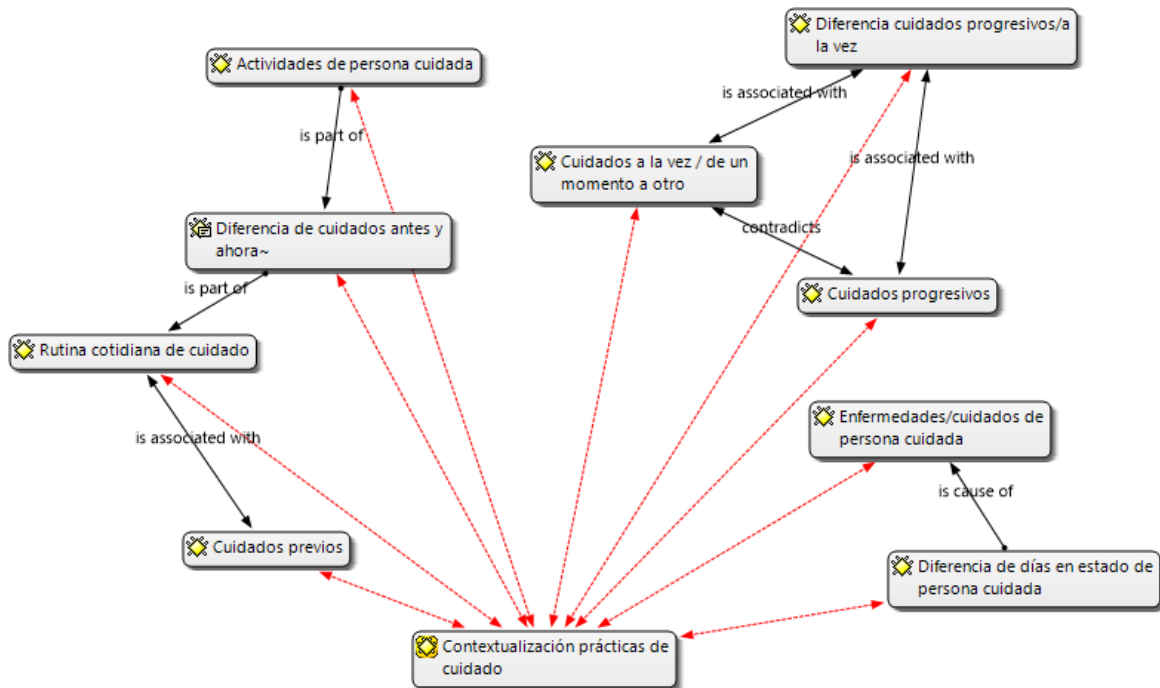 Diferencia cuidados progresivos/a
la vez
Actividades de persona cuidada
is associated with
is part of
is associated with
Cuidados a la vez / de un
momento a otro
contradicts
Diferencia de cuidados antes y
ahora~
is part of
Cuidados progresivos
Rutina cotidiana de cuidado
Enfermedades/cuidados de
persona cuidada
is associated with
is cause of
Cuidados previos
Diferencia de días en estado de
persona cuidada
Contextualización prácticas de
cuidado